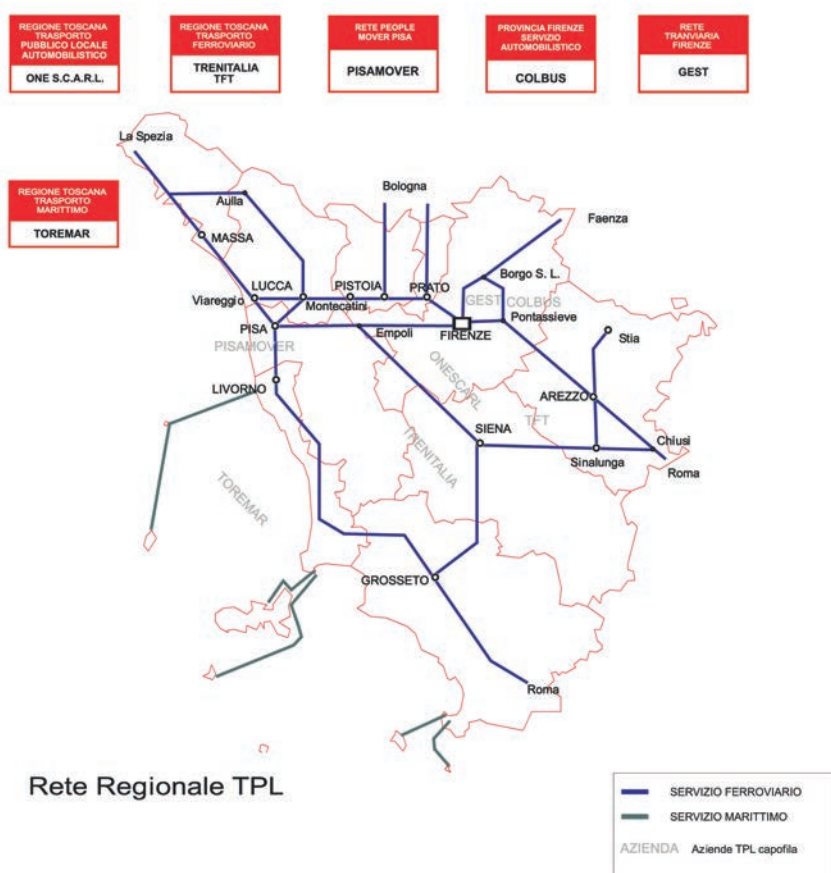 REGIONE TOSCANA
TRASPORTO
PUBBLICO LOCALE
AUTOMOBILISTICO
ONE S.C.A.R.L.
REGIONE TOSCANA
TRASPORTO
FERROVIARIO
TRENITALIA
TFT
RETE PEOPLE
MOVER PISA
PISAMOVER
PROVINCIA FIRENZE
SERVIZIO
AUTOMOBILISTICO
COLBUS
RETE
TRANVIARIA
FIRENZE
GEST
REGIONE TOSCANA
TRASPORTO
MARITTIMO
TOREMAR
La Spezia
Aulla
Bologna
Faenza
MASSA
Borgo S. L.
LUCCA
PISTOIA
PRATO
GEST
COLBUS
Viareggio
Montecatini
Pontassieve
PISA
Empoli
FIRENZE
Stia
PISAMOVER
ONESCARL
LIVORNO
AREZZO
TFT
SIENA
TRENITALIA
Chiusi
Sinalunga
Roma
TOREMAR
GROSSETO
Roma
Rete Regionale TPL
SERVIZIO FERROVIARIO
SERVIZIO MARITTIMO
AZIENDA Aziende TPL capofila